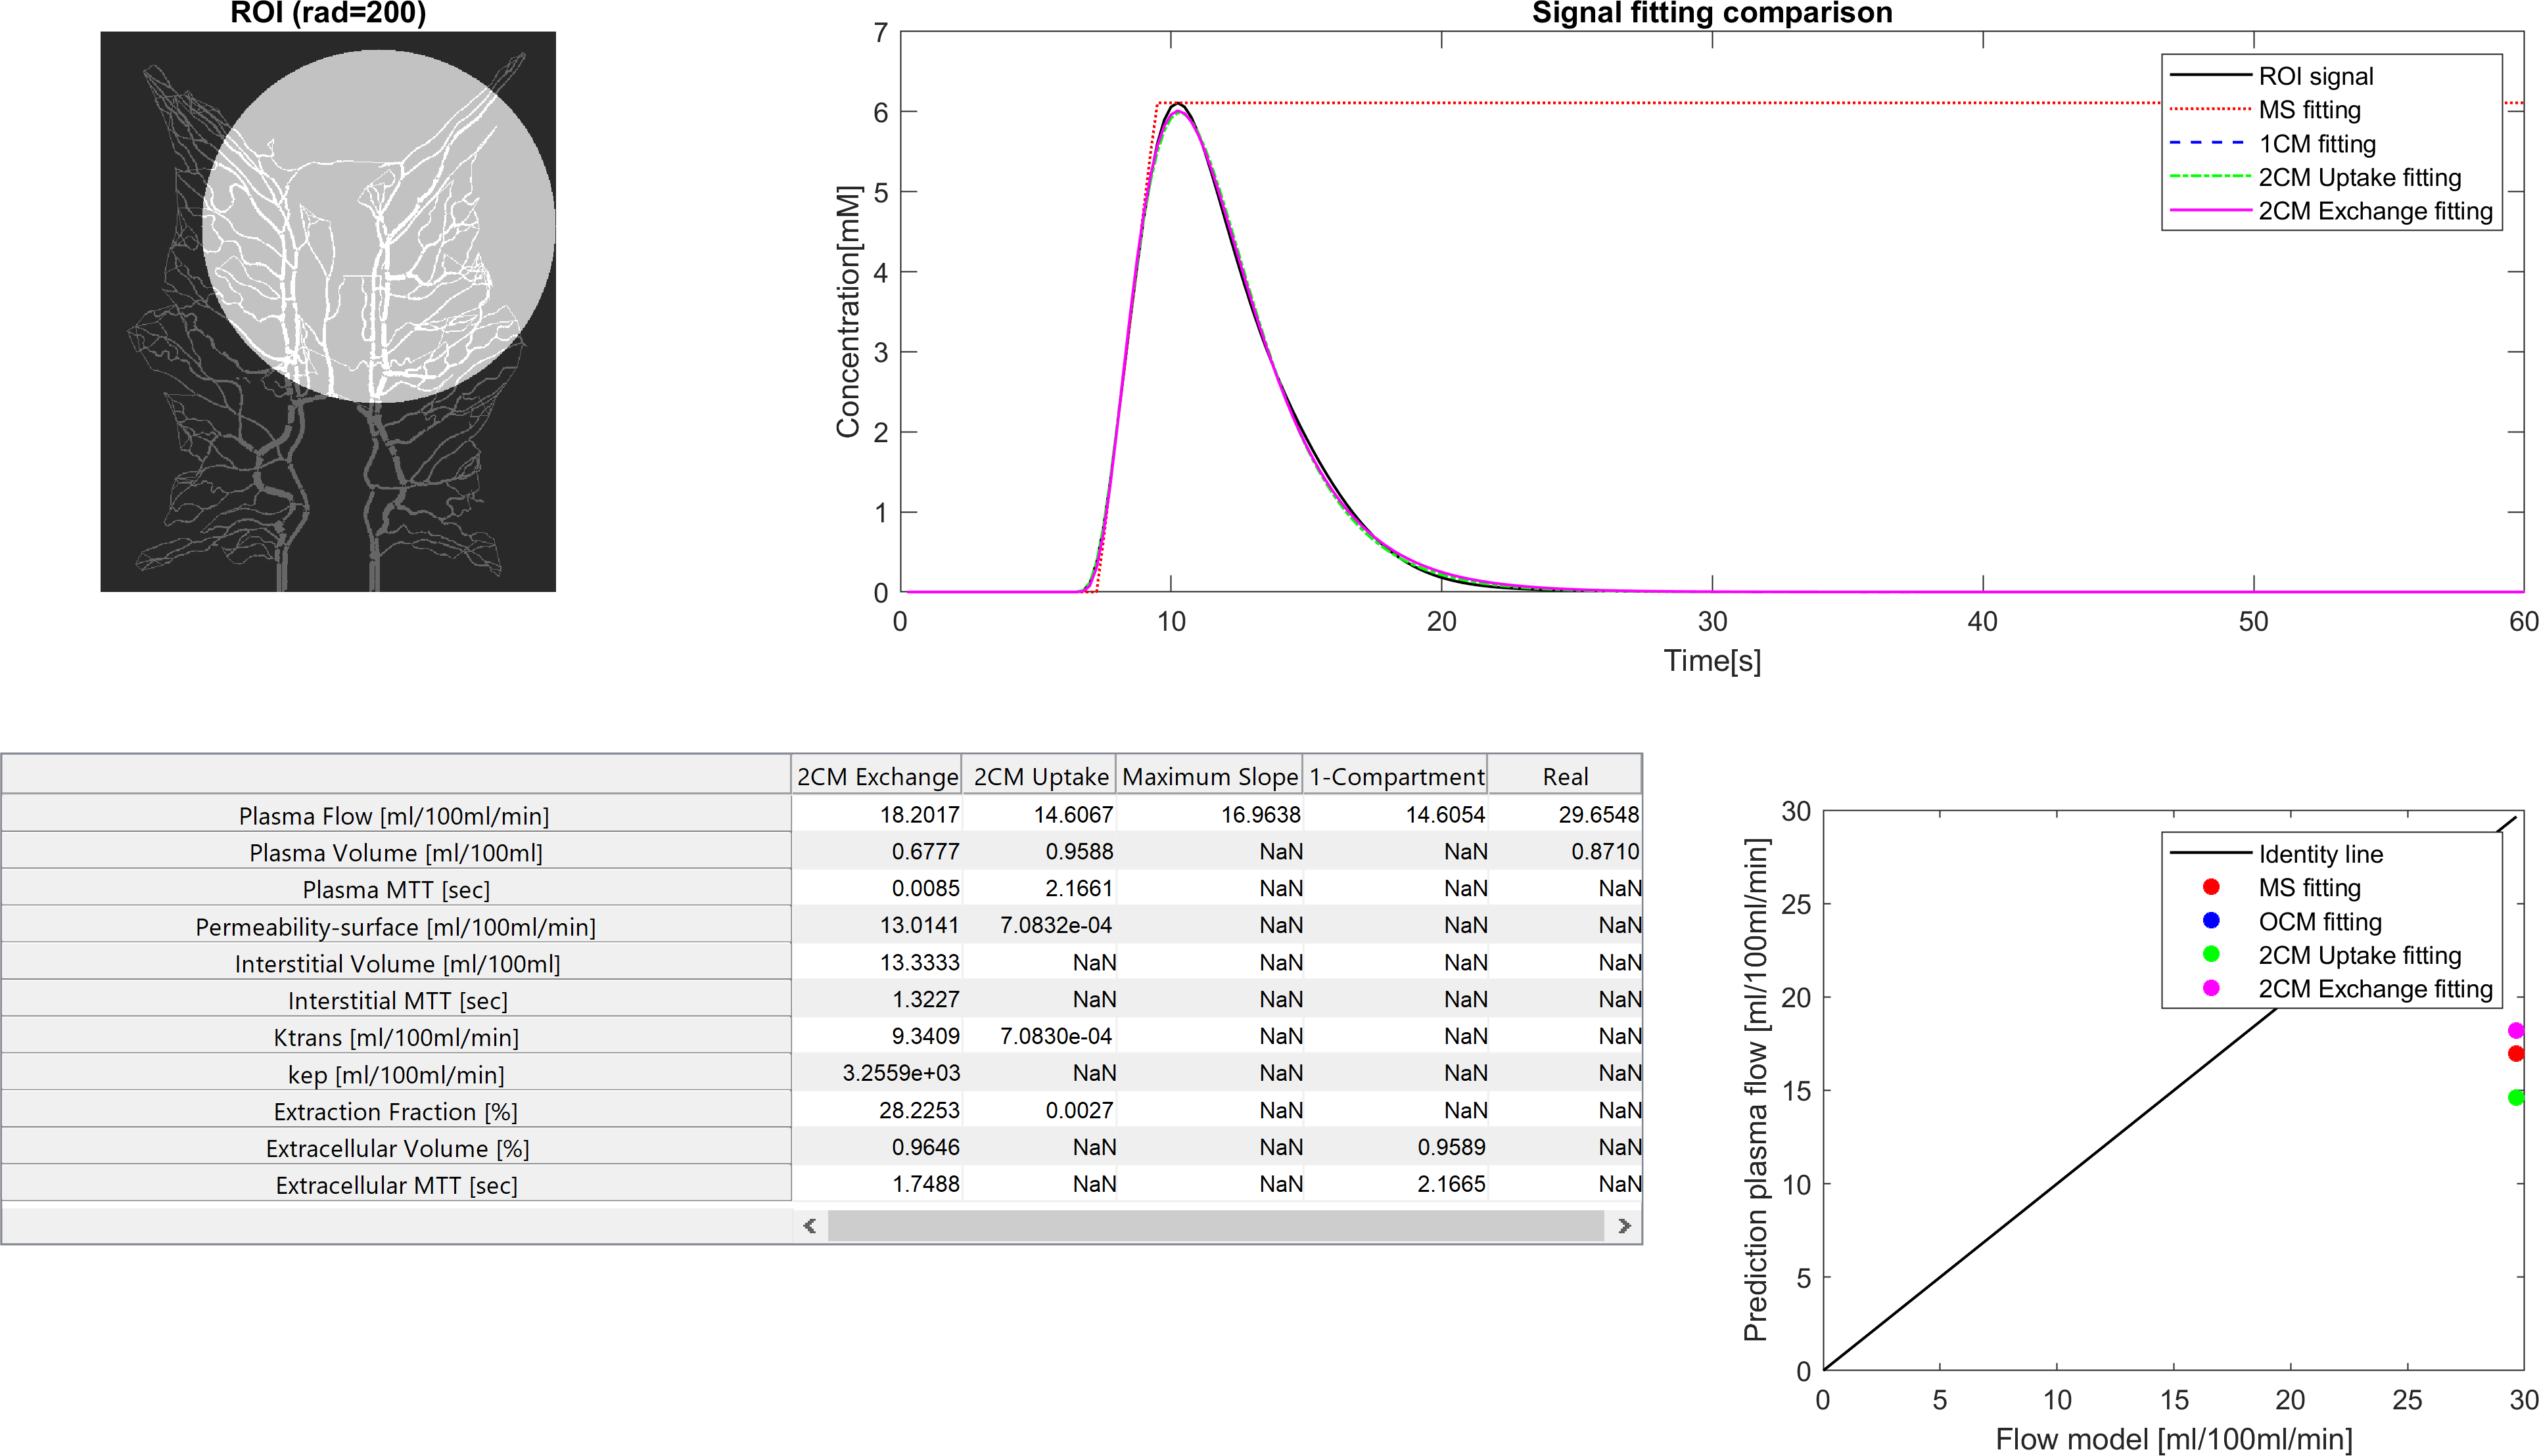 ROI (rad=200)
Signal fitting comparison
7
6
5
4
3
2
1
0
Concentration[mM]
0 10 20 30 40 50 60
Time[s]
ROI signal
MS fitting
1CM fitting
2CM Uptake fitting
2CM Exchange fitting
2CM Exchange 2CM Uptake Maximum Slope 1-Compartment Real
Plasma Flow [ml/100ml/min] 18.2017 14.6067 16.9638 14.6054 29.6548
Plasma Volume [ml/100ml] 0.6777 0.9588 NaN NaN 0.8710
Plasma MTT [sec] 0.0085 2.1661 NaN NaN NaN
Permeability-surface [ml/100ml/min] 13.0141 7.0832e-04 NaN NaN NaN
Interstitial Volume [ml/100ml] 13.3333 NaN NaN NaN NaN
Interstitial MTT [sec] 1.3227 NaN NaN NaN NaN
Ktrans [ml/100ml/min] 9.3409 7.0830e-04 NaN NaN NaN
kep [ml/100ml/min] 3.2559e+03 NaN NaN NaN NaN
Extraction Fraction [%] 28.2253 0.0027 NaN NaN NaN
Extracellular Volume [%] 0.9646 NaN NaN 0.9589 NaN
Extracellular MTT [sec] 1.7488 NaN NaN 2.1665 NaN
30
25
20
15
10
5
0
Prediction plasma flow [ml/100ml/min]
0 5 10 15 20 25 30
Flow model [ml/100ml/min]
Identity line
MS fitting
OCM fitting
2CM Uptake fitting
2CM Exchange fitting